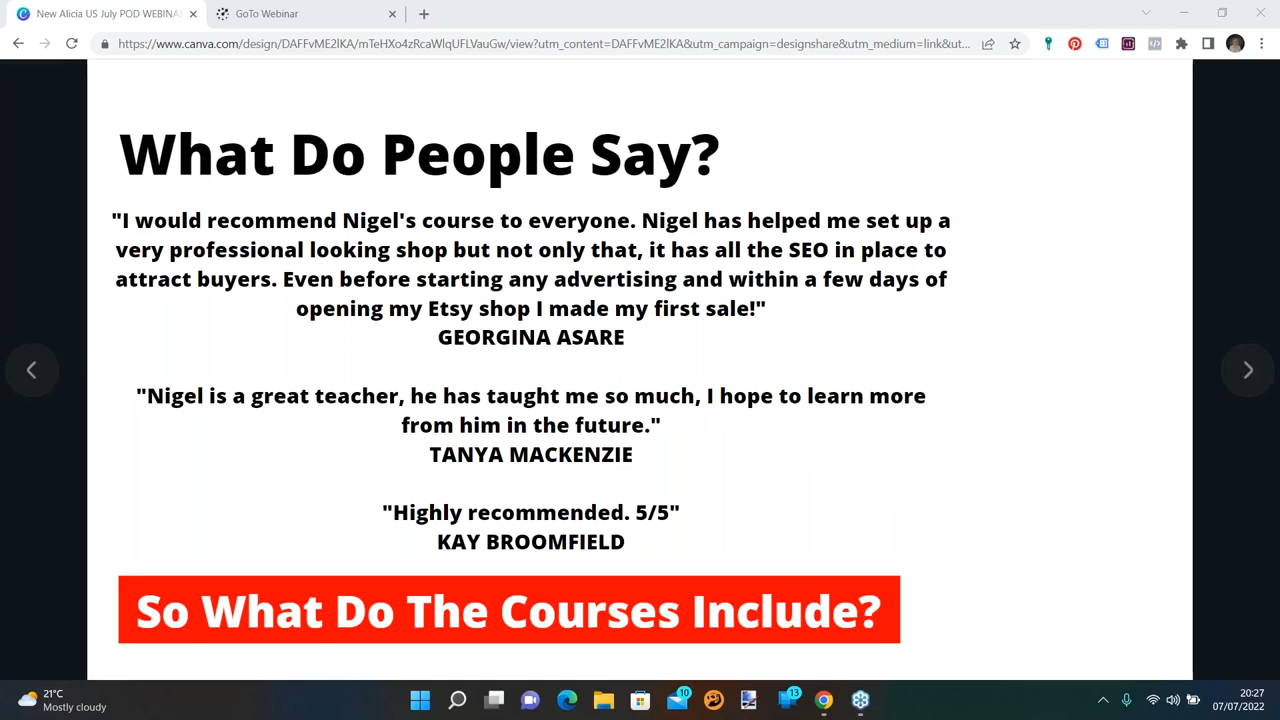 New Alicia US July POD WEBINA
GoTo Webinar
https://www.canva.com/design/DAFfvME2lKA/mTeHXo4zRcaWlqtFLVauGw/view?utm_content=DAFfvME2lKA&utm_campaign=designshare&utm_medium=link&ut...
What Do People Say?
"I would recommend Nigel's course to everyone. Nigel has helped me set up a
very professional looking shop but not only that, it has all the SEO in place to
attract buyers. Even before starting any advertising and within a few days of
opening my Etsy shop I made my first sale!"
GEORGINA ASARE
"Nigel is a great teacher, he has taught me so much, I hope to learn more
from him in the future."
TANYA MACKENZIE
"Highly recommended. 5/5"
KAY BROOMFIELD
So What Do The Courses Include?
21°C
Mostly cloudy
10
13
20:27
07/07/2022